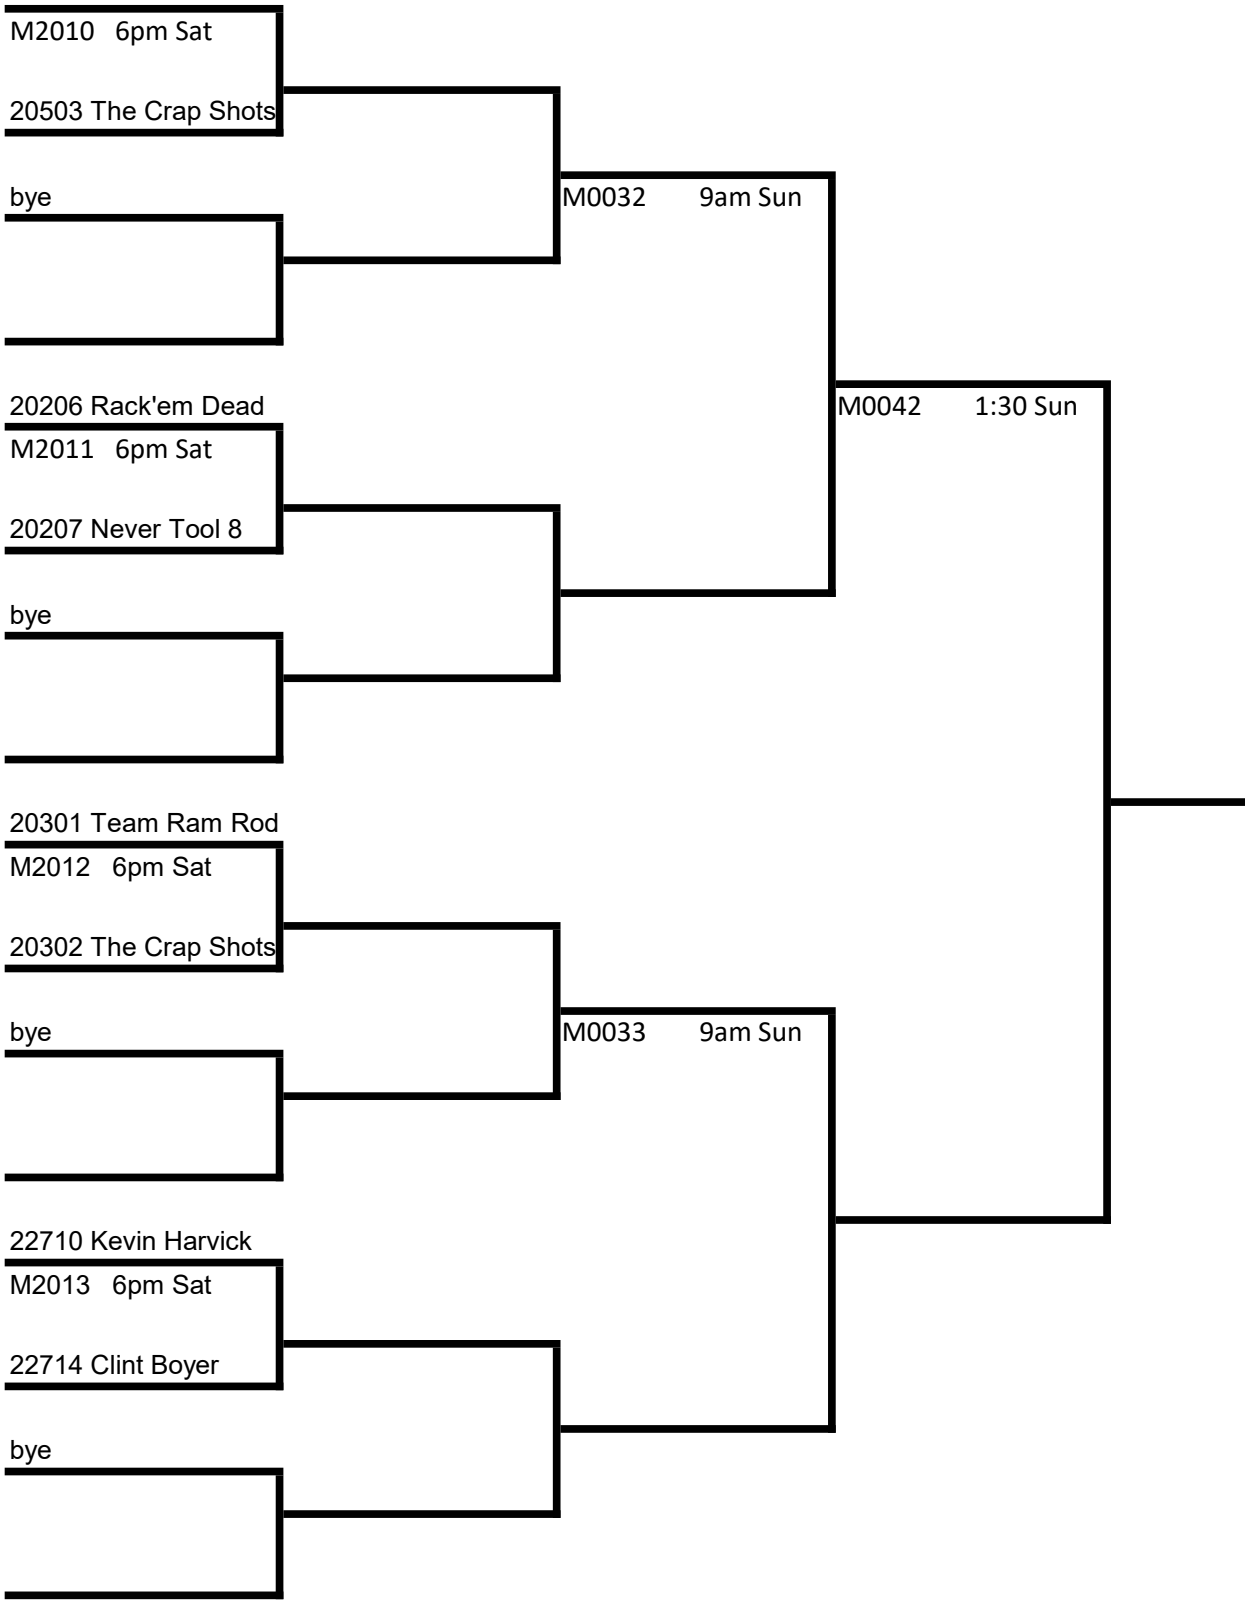 M2010 6pm Sat
20503 The Crap Shots
bye
M0032 9am Sun
20206 Rack'em Dead
M0042 1:30 Sun
M2011 6pm Sat
20207 Never Tool 8
bye
20301 Team Ram Rod
M2012 6pm Sat
20302 The Crap Shots
bye
M0033 9am Sun
22710 Kevin Harvick
M2013 6pm Sat
22714 Clint Boyer
bye